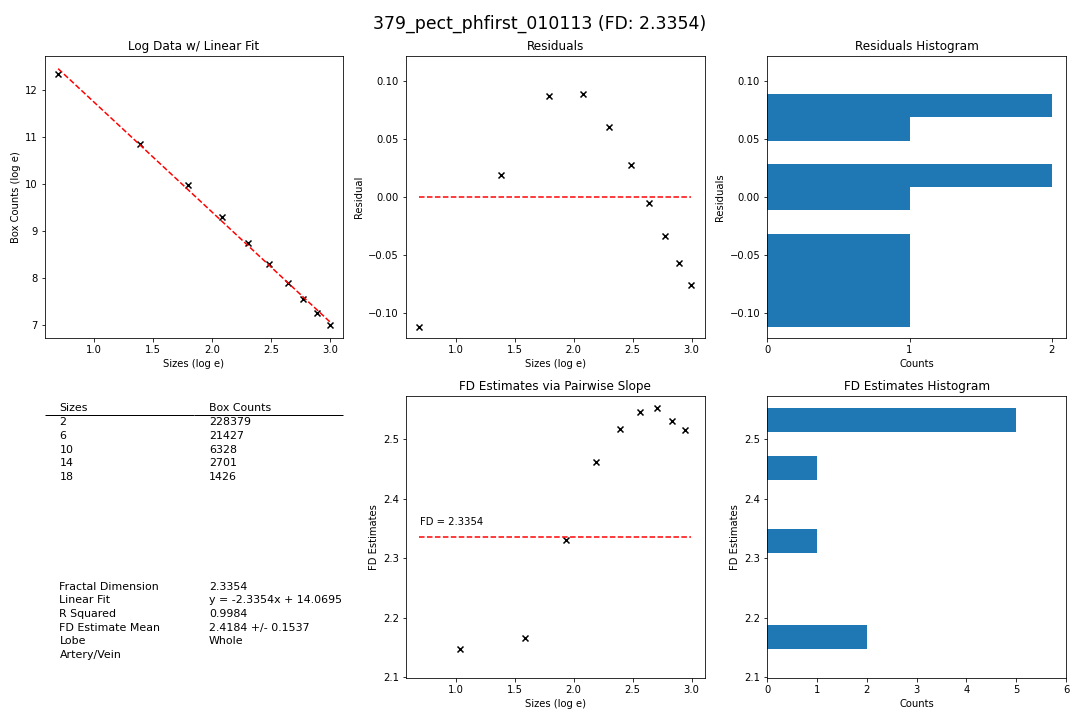 379_pect_phfirst_010113 (FD: 2.3354)
Log Data w/ Linear Fit
12
11
10
9
8
7
Box Counts (log e)
1.0 1.5 2.0 2.5 3.0
Sizes (log e)
Residuals
0.10
0.05
0.00
−0.05
−0.10
Residual
1.0 1.5 2.0 2.5 3.0
Sizes (log e)
Residuals Histogram
0.10
0.05
0.00
−0.05
−0.10
Residuals
0 1 2
Counts
Sizes Box Counts
2 228379
6 21427
10 6328
14 2701
18 1426
Fractal Dimension 2.3354
Linear Fit y = -2.3354x + 14.0695
R Squared 0.9984
FD Estimate Mean 2.4184 +/- 0.1537
Lobe Whole
Artery/Vein
FD Estimates via Pairwise Slope
2.5
2.4
2.3
2.2
2.1
FD Estimates
FD = 2.3354
1.0 1.5 2.0 2.5 3.0
Sizes (log e)
FD Estimates Histogram
2.5
2.4
2.3
2.2
2.1
FD Estimates
0 1 2 3 4 5 6
Counts